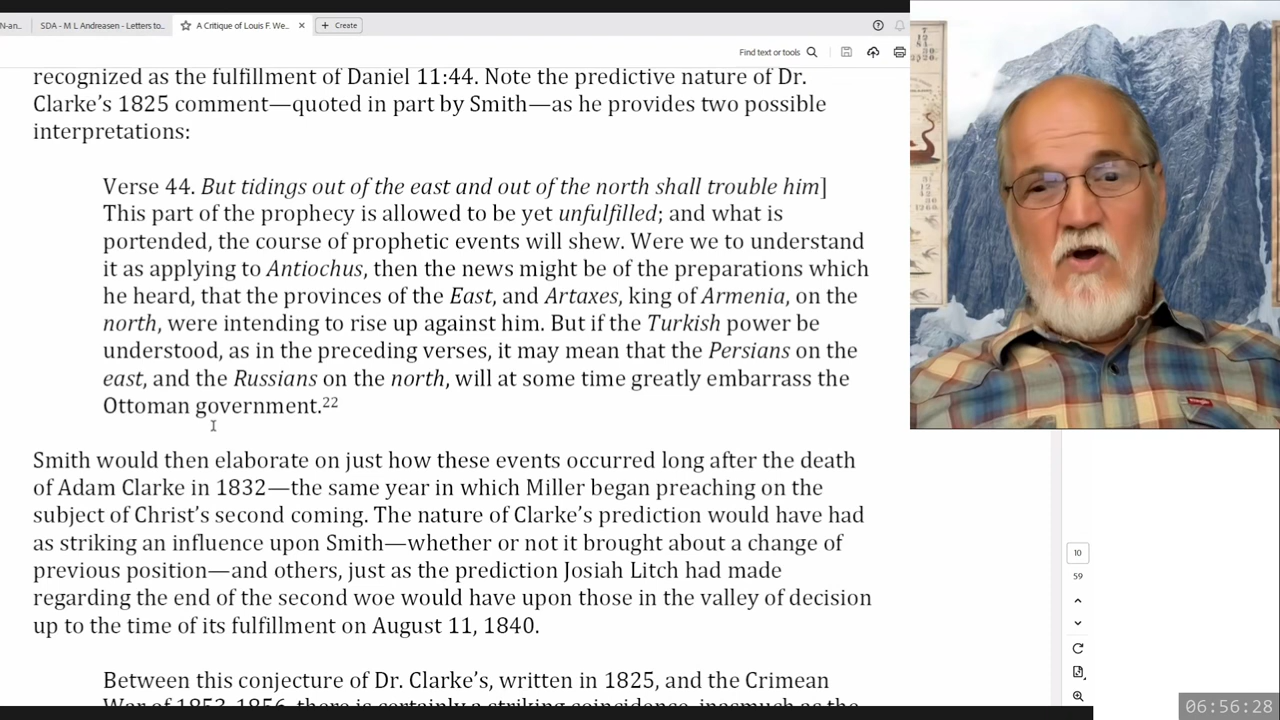 N-an..
SDA - M L Andreasen - Letters to..
A Critique of Louis F. We..
+ Create
Find text or tools
recognized as the fulfillment of Daniel 11:44. Note the predictive nature of Dr.
Clarke’s 1825 comment—quoted in part by Smith—as he provides two possible
interpretations:
Verse 44. But tidings out of the east and out of the north shall trouble him]
This part of the prophecy is allowed to be yet unfulfilled; and what is
portended, the course of prophetic events will shew. Were we to understand
it as applying to Antiochus, then the news might be of the preparations which
he heard, that the provinces of the East, and Artaxes, king of Armenia, on the
north, were intending to rise up against him. But if the Turkish power be
understood, as in the preceding verses, it may mean that the Persians on the
east, and the Russians on the north, will at some time greatly embarrass the
Ottoman government.22
Smith would then elaborate on just how these events occurred long after the death
of Adam Clarke in 1832—the same year in which Miller began preaching on the
subject of Christ’s second coming. The nature of Clarke’s prediction would have had
as striking an influence upon Smith—whether or not it brought about a change of
previous position—and others, just as the prediction Josiah Litch had made
regarding the end of the second woe would have upon those in the valley of decision
up to the time of its fulfillment on August 11, 1840.
Between this conjecture of Dr. Clarke’s, written in 1825, and the Crimean
War of 1853-1856, there is certainly a striking coincidence, inasmuch as the
10
59
06:56:28